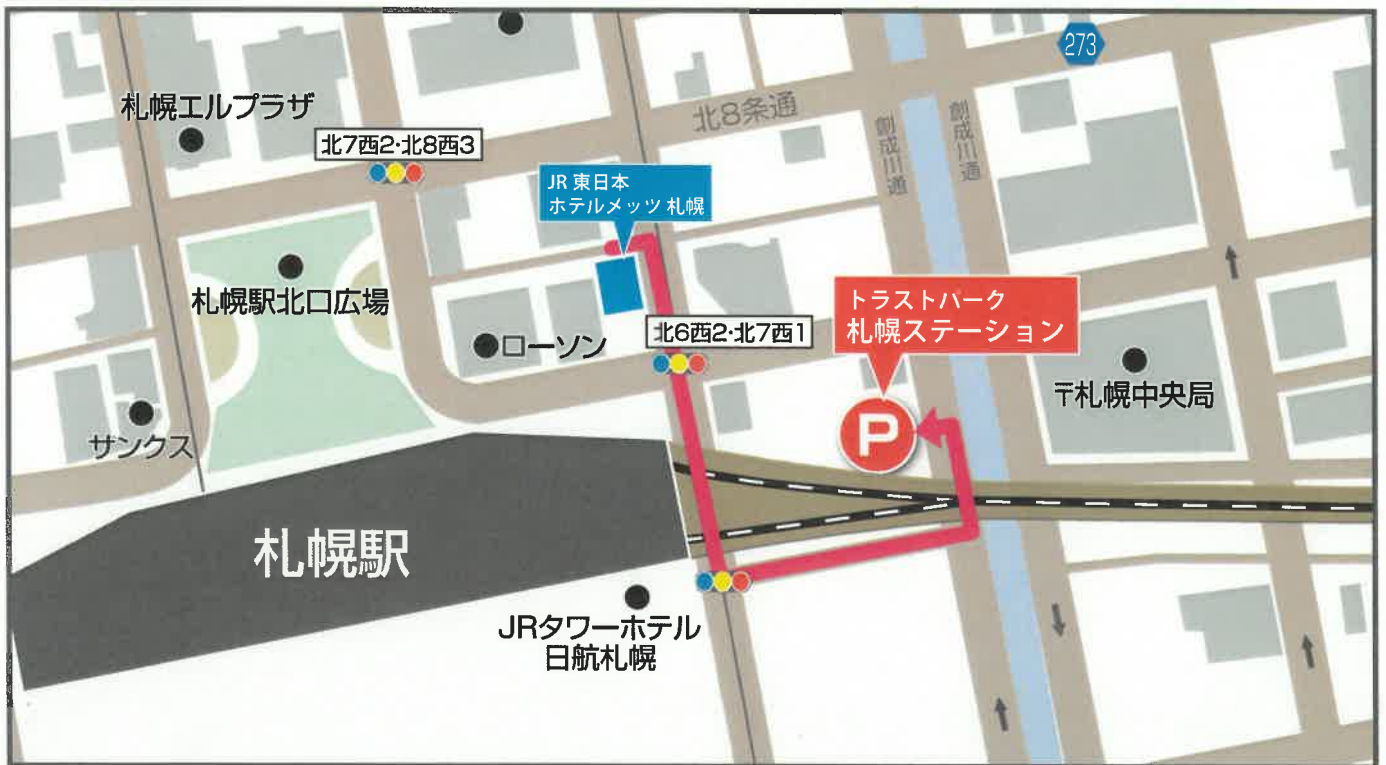 273
札幌エルプラザ
北7西2･北8西3
北8条通
創成川通
創成川通
JR 東日本
ホテルメッツ 札幌
札幌駅北口広場
トラストパーク
札幌ステーション
北6西2･北7西1
ローソン
〒札幌中央局
サンクス
P
札幌駅
JRタワーホテル
日航札幌